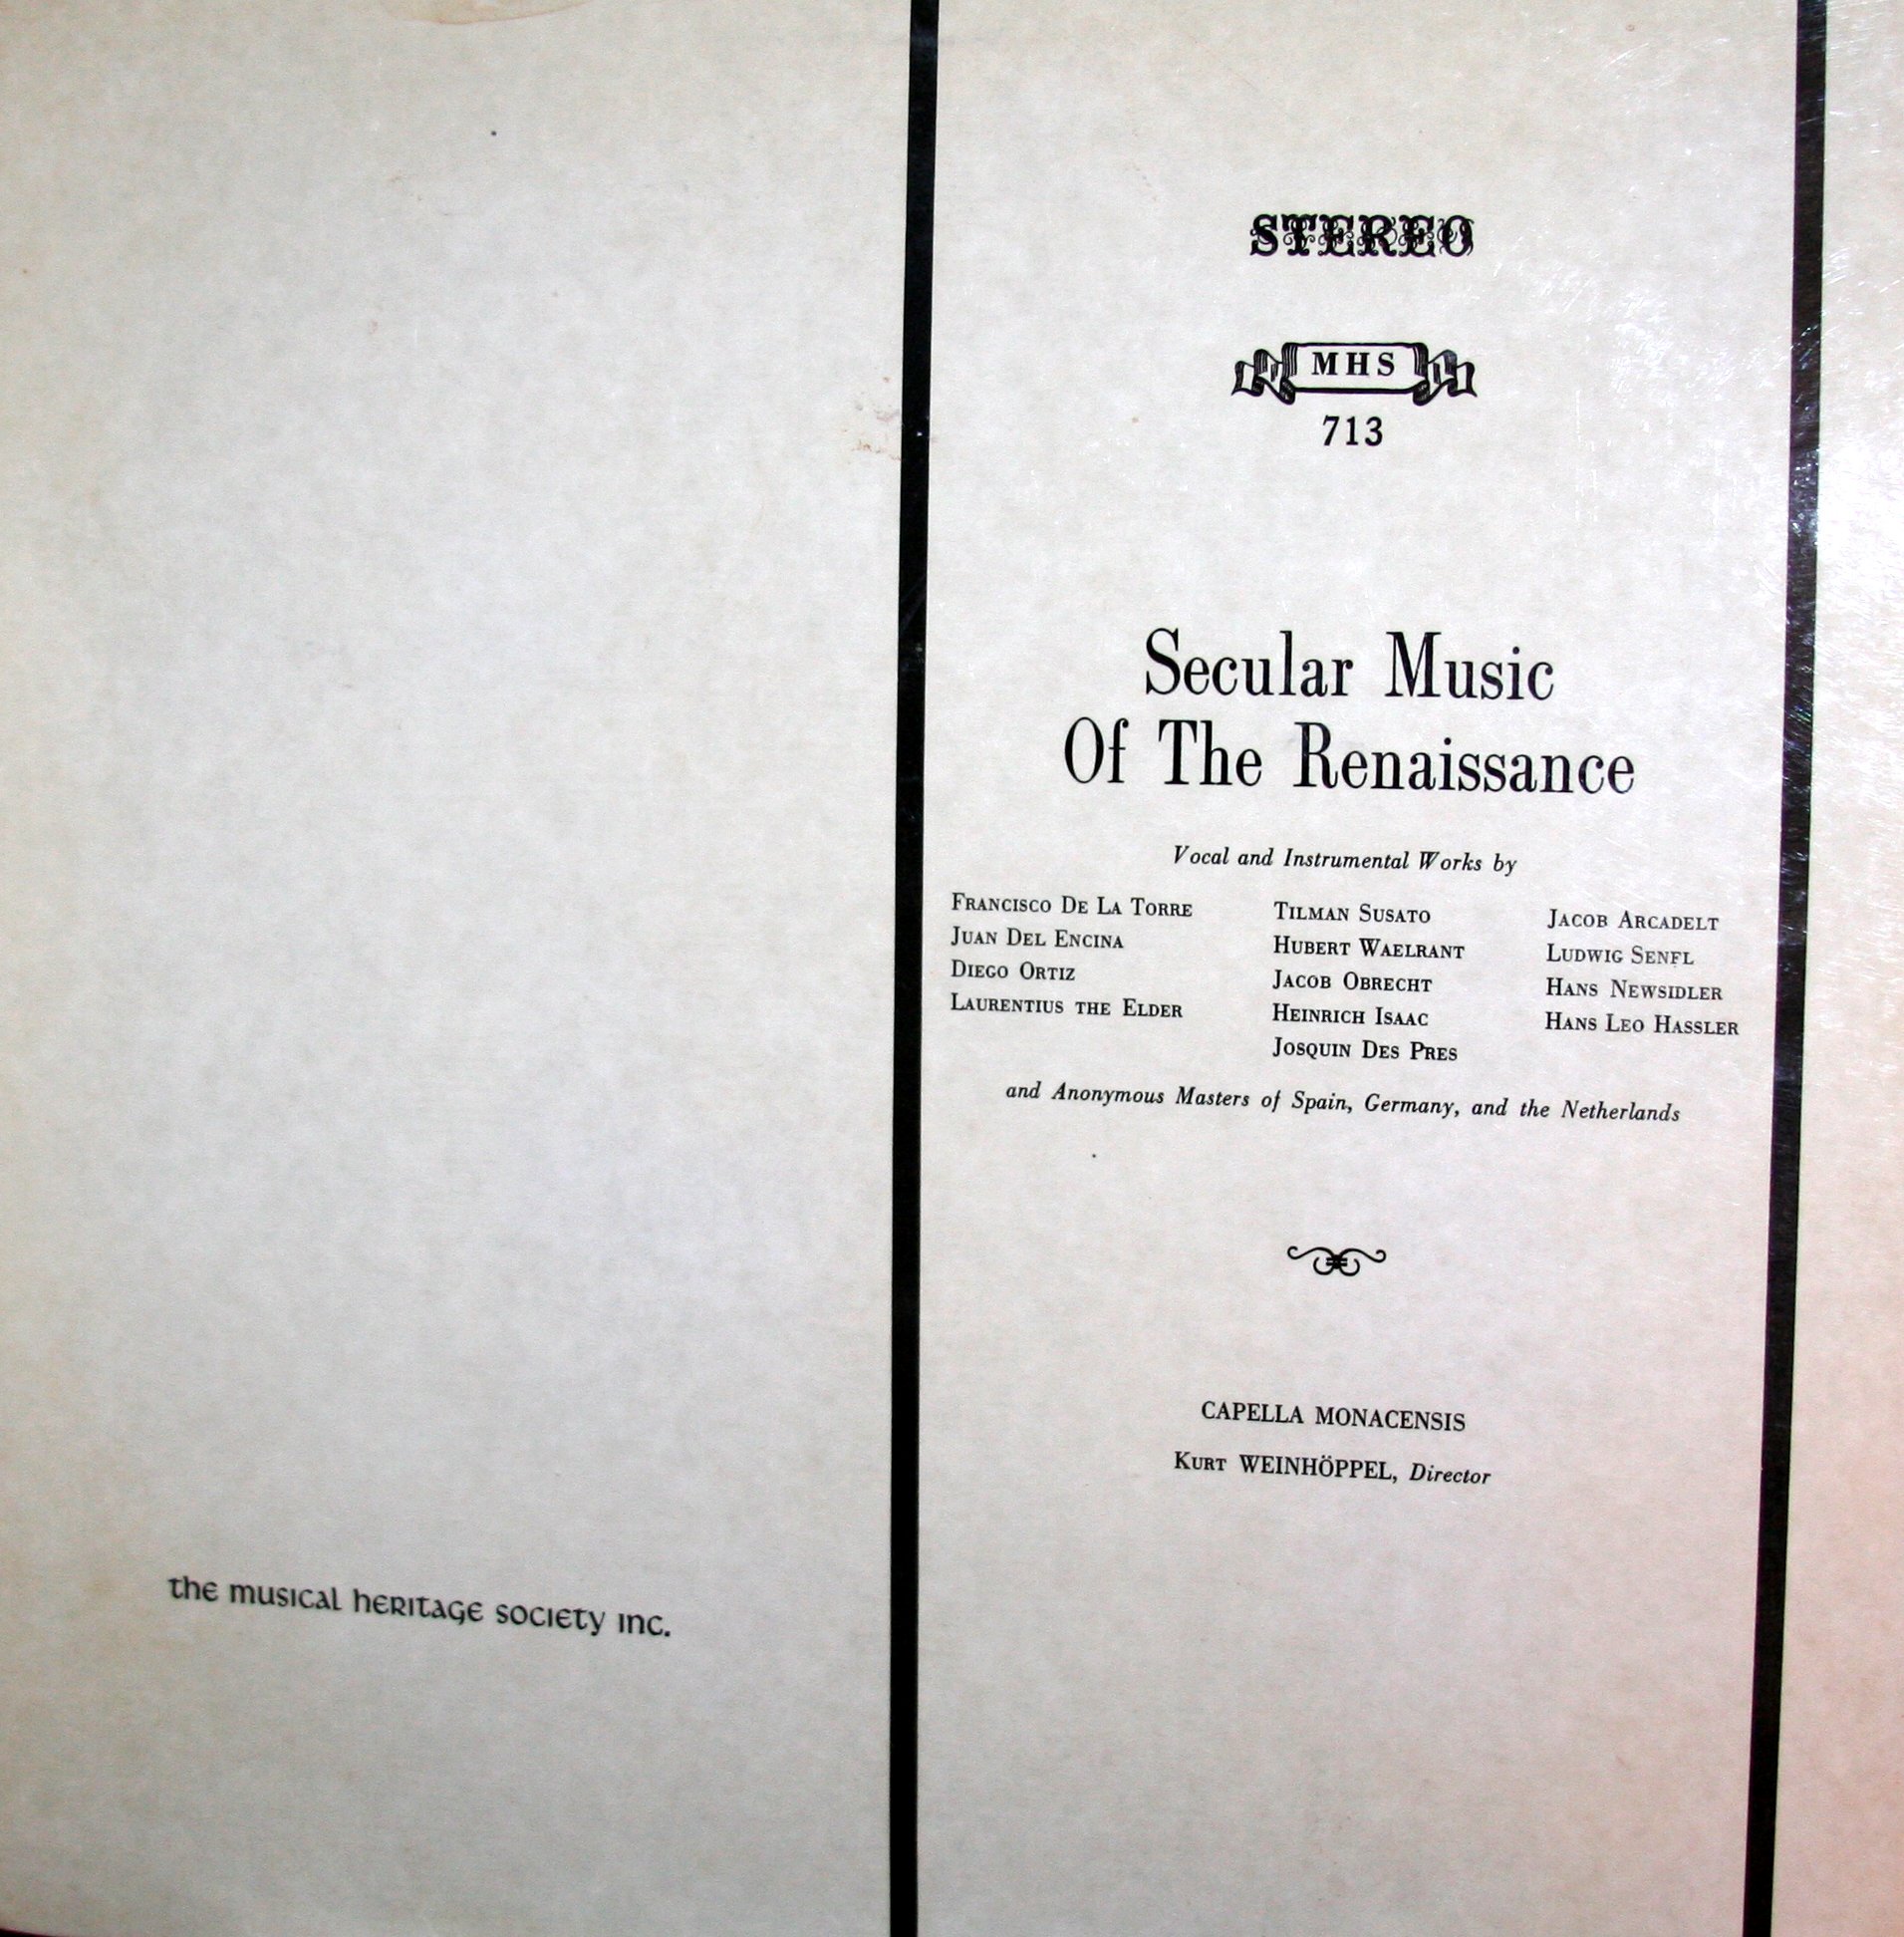 STEREO
MHS
713
Secular Music
Of The Renaissance
Vocal and Instrumental Works by
FRANCISCO DE LA TORRE
JUAN DEL ENCINA
DIEGO ORTIZ
LAURENTIUS THE ELDER
TILMAN SUSATO
HUBERT WAELRANT
JACOB OBRECHT
HEINRICH ISAAC
JOSQUIN DES PRES
JACOB ARCADELT
LUDWIG SENFL
HANS NEWSIDLER
HANS LEO HASSLER
and Anonymous Masters of Spain, Germany, and the Netherlands
CAPELLA MONACENSIS
KURT WEINHÖPPEL, Director
the musical heritage society inc.